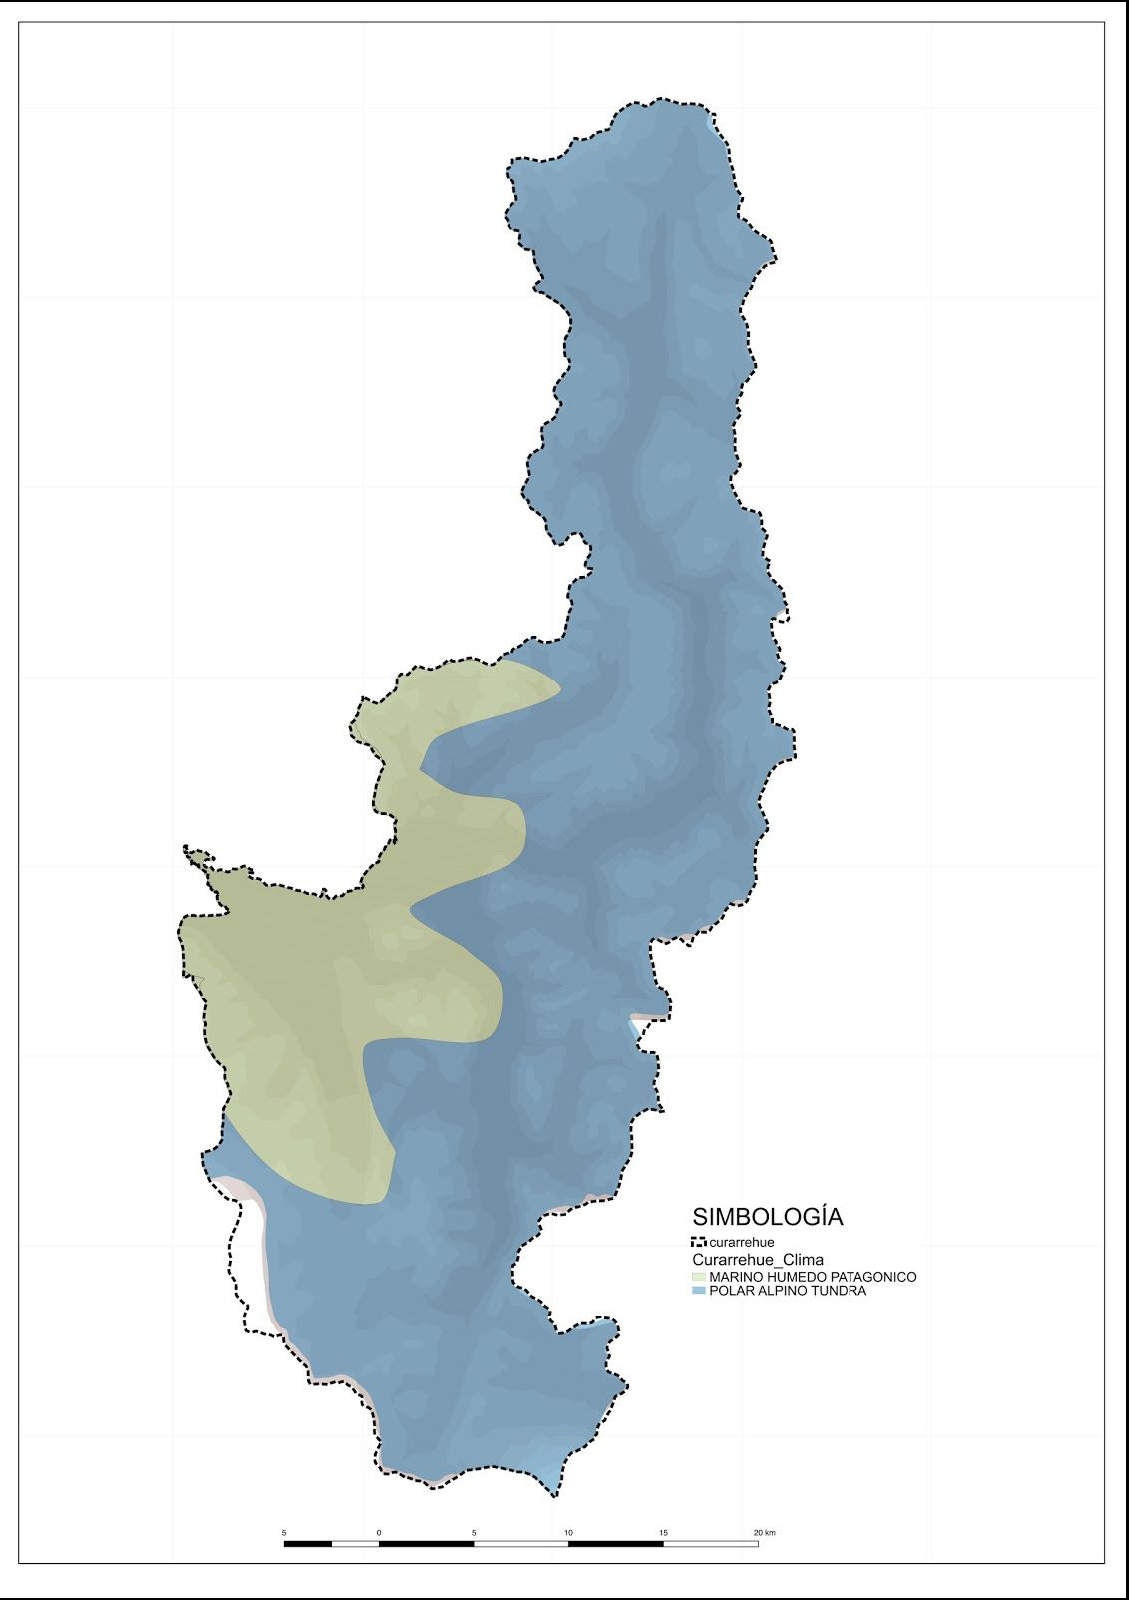 SIMBOLOGÍA
curarrehue
Curarrehue_Clima
MARINO HUMEDO PATAGONICO
POLAR ALPINO TUNDRA
5 0 5 10 15 20 km